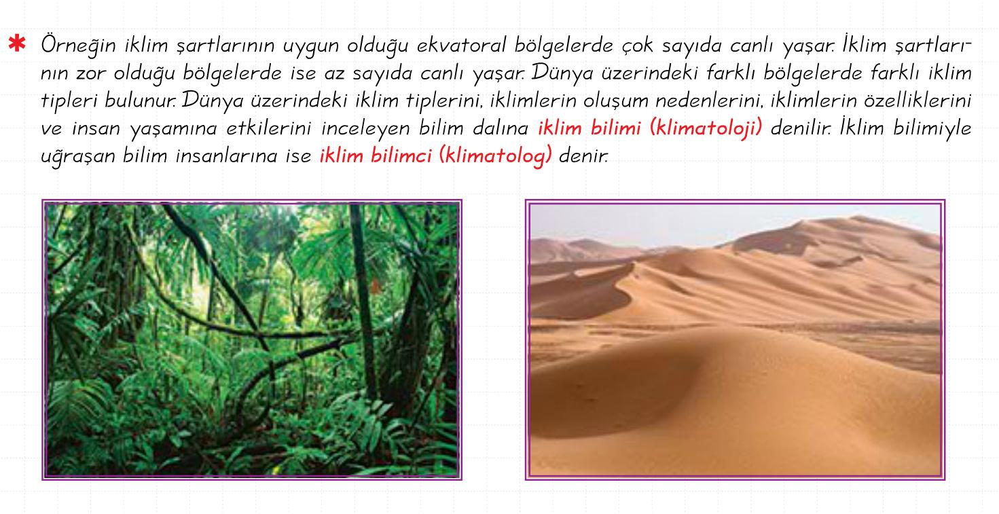 * Örneğin iklim şartlarının uygun olduğu ekvatoral bölgelerde çok sayıda canlı yaşar. İklim şartları-
nın zor olduğu bölgelerde ise az sayıda canlı yaşar. Dünya üzerindeki farklı bölgelerde farklı iklim
tipleri bulunur. Dünya üzerindeki iklim tiplerini, iklimlerin oluşum nedenlerini, iklimlerin özelliklerini
ve insan yaşamına etkilerini inceleyen bilim dalına iklim bilimi (klimatoloji) denilir. İklim bilimiyle
uğraşan bilim insanlarına ise iklim bilimci (klimatolog) denir.